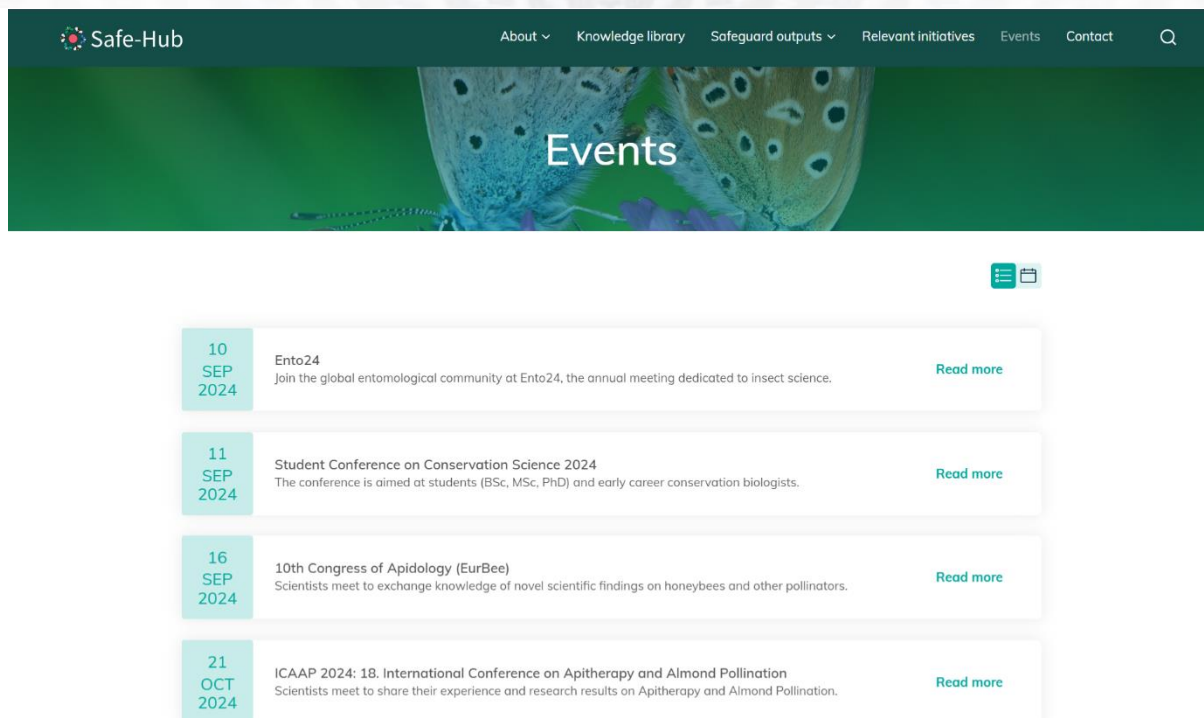 Safe-Hub
About Knowledge library Safeguard outputs Relevant initiatives Events Contact
Events
10
SEP
2024
Ento24
Join the global entomological community at Ento24, the annual meeting dedicated to insect science.
Read more
11
SEP
2024
Student Conference on Conservation Science 2024
The conference is aimed at students (BSc, MSc, PhD) and early career conservation biologists.
Read more
16
SEP
2024
10th Congress of Apidology (EurBee)
Scientists meet to exchange knowledge of novel scientific findings on honeybees and other pollinators.
Read more
21
OCT
2024
ICAAP 2024: 18. International Conference on Apitherapy and Almond Pollination
Scientists meet to share their experience and research results on Apitherapy and Almond Pollination.
Read more